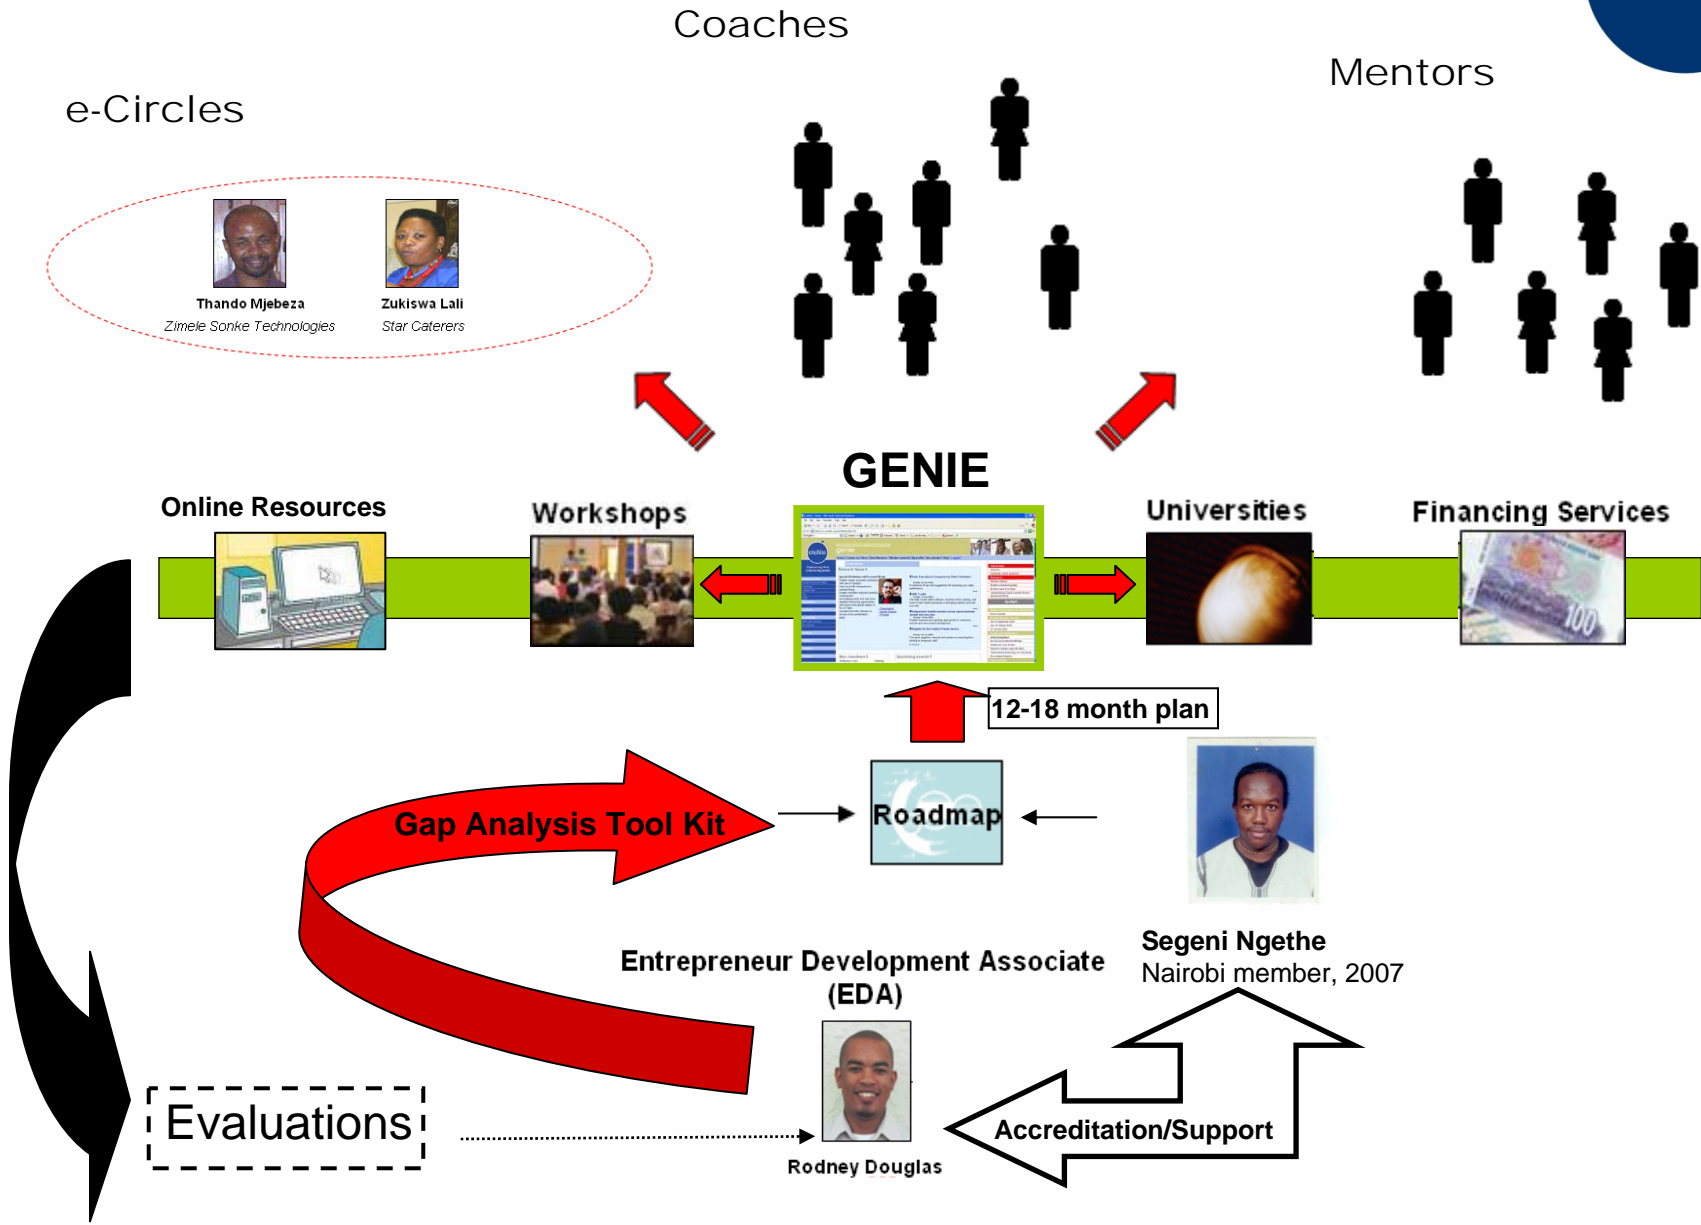 Coaches
Mentors
e-Circles
Thando Mjebeza
Zukiswa Lali
Zimele Sonke Technologies
Star Caterers
GENIE
Online Resources
Workshops
Universities
Financing Services
100
12-18 month plan
Gap Analysis Tool Kit
Roadmap
Segeni Ngethe
Nairobi member, 2007
Entrepreneur Development Associate
(EDA)
Evaluations
Accreditation/Support
Rodney Douglas